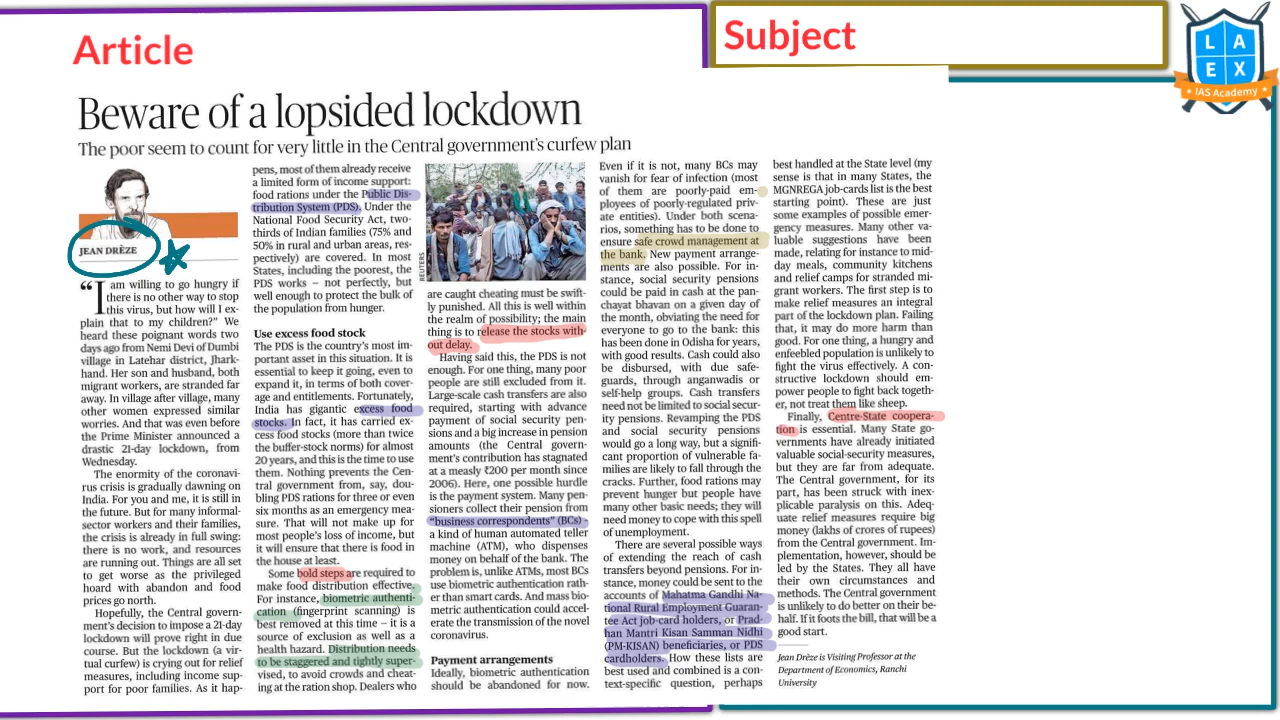 Article
Subject
L A
E X
IAS Academy
Beware of a lopsided lockdown
The poor seem to count for very little in the Central government's curfew plan
JEAN DRÈZE
"I am willing to go hungry if
there is no other way to stop
this virus, but how will I ex-
plain that to my children?" We
heard these poignant words two
days ago from Nemi Devi of Dumbi
village in Latehar district, Jhark-
hand. Her son and husband, both
migrant workers, are stranded far
away. In village after village, many
other women expressed similar
worries. And that was even before
the Prime Minister announced a
drastic 21-day lockdown, from
Wednesday.
The enormity of the coronavi-
rus crisis is gradually dawning on
India. For you and me, it is still in
the future. But for many informal-
sector workers and their families,
the crisis is already in full swing:
there is no work, and resources
are running out. Things are all set
to get worse as the privileged
hoard with abandon and food
prices go north.
Hopefully, the Central govern-
ment's decision to impose a 21-day
lockdown will prove right in due
course. But the lockdown (a vir-
tual curfew) is crying out for relief
measures, including income sup-
port for poor families. As it hap-
pens, most of them already receive
a limited form of income support:
food rations under the Public Dis-
tribution System (PDS). Under the
National Food Security Act, two-
thirds of Indian families (75% and
50% in rural and urban areas, res-
pectively) are covered. In most
States, including the poorest, the
PDS works – not perfectly, but
well enough to protect the bulk of
the population from hunger.
Use excess food stock
The PDS is the country's most im-
portant asset in this situation. It is
essential to keep it going, even to
expand it, in terms of both cover-
age and entitlements. Fortunately,
India has gigantic excess food
stocks. In fact, it has carried ex-
cess food stocks (more than twice
the buffer-stock norms) for almost
20 years, and this is the time to use
them. Nothing prevents the Cen-
tral government from, say, dou-
bling PDS rations for three or even
six months as an emergency mea-
sure. That will not make up for
most people's loss of income, but
it will ensure that there is food in
the house at least.
Some bold steps are required to
make food distribution effective.
For instance, biometric authenti-
cation (fingerprint scanning) is
best removed at this time – it is a
source of exclusion as well as a
health hazard. Distribution needs
to be staggered and tightly super-
vised, to avoid crowds and cheat-
ing at the ration shop. Dealers who
REUTERS
are caught cheating must be swift-
ly punished. All this is well within
the realm of possibility; the main
thing is to release the stocks with-
out delay.
Having said this, the PDS is not
enough. For one thing, many poor
people are still excluded from it.
Large-scale cash transfers are also
required, starting with advance
payment of social security pen-
sions and a big increase in pension
amounts (the Central govern-
ment's contribution has stagnated
at a measly ₹200 per month since
2006). Here, one possible hurdle
is the payment system. Many pen-
sioners collect their pension from
"business correspondents" (BCs) –
a kind of human automated teller
machine (ATM), who dispenses
money on behalf of the bank. The
problem is, unlike ATMs, most BCs
use biometric authentication rath-
er than smart cards. And mass bio-
metric authentication could accel-
erate the transmission of the novel
coronavirus.
Payment arrangements
Ideally, biometric authentication
should be abandoned for now.
Even if it is not, many BCs may
vanish for fear of infection (most
of them are poorly-paid em-
ployees of poorly-regulated priv-
ate entities). Under both scena-
rios, something has to be done to
ensure safe crowd management at
the bank. New payment arrange-
ments are also possible. For in-
stance, social security pensions
could be paid in cash at the pan-
chayat bhavan on a given day of
the month, obviating the need for
everyone to go to the bank: this
has been done in Odisha for years,
with good results. Cash could also
be disbursed, with due safe-
guards, through anganwadis or
self-help groups. Cash transfers
need not be limited to social secur-
ity pensions. Revamping the PDS
and social security pensions
would go a long way, but a signifi-
cant proportion of vulnerable fa-
milies are likely to fall through the
cracks. Further, food rations may
prevent hunger but people have
many other basic needs; they will
need money to cope with this spell
of unemployment.
There are several possible ways
of extending the reach of cash
transfers beyond pensions. For in-
stance, money could be sent to the
accounts of Mahatma Gandhi Na-
tional Rural Employment Guaran-
tee Act job-card holders, or Prad-
han Mantri Kisan Samman Nidhi
(PM-KISAN) beneficiaries, or PDS
cardholders. How these lists are
best used and combined is a con-
text-specific question, perhaps
best handled at the State level (my
sense is that in many States, the
MGNREGA job-cards list is the best
starting point). These are just
some examples of possible emer-
gency measures. Many other va-
luable suggestions have been
made, relating for instance to mid-
day meals, community kitchens
and relief camps for stranded mi-
grant workers. The first step is to
make relief measures an integral
part of the lockdown plan. Failing
that, it may do more harm than
good. For one thing, a hungry and
enfeebled population is unlikely to
fight the virus effectively. A con-
structive lockdown should em-
power people to fight back togeth-
er, not treat them like sheep.
Finally, Centre-State coopera-
tion is essential. Many State go-
vernments have already initiated
valuable social-security measures,
but they are far from adequate.
The Central government, for its
part, has been struck with inex-
plicable paralysis on this. Adeq-
uate relief measures require big
money (lakhs of crores of rupees)
from the Central government. Im-
plementation, however, should be
led by the States. They all have
their own circumstances and
methods. The Central government
is unlikely to do better on their be-
half. If it foots the bill, that will be a
good start.
Jean Drèze is Visiting Professor at the
Department of Economics, Ranchi
University